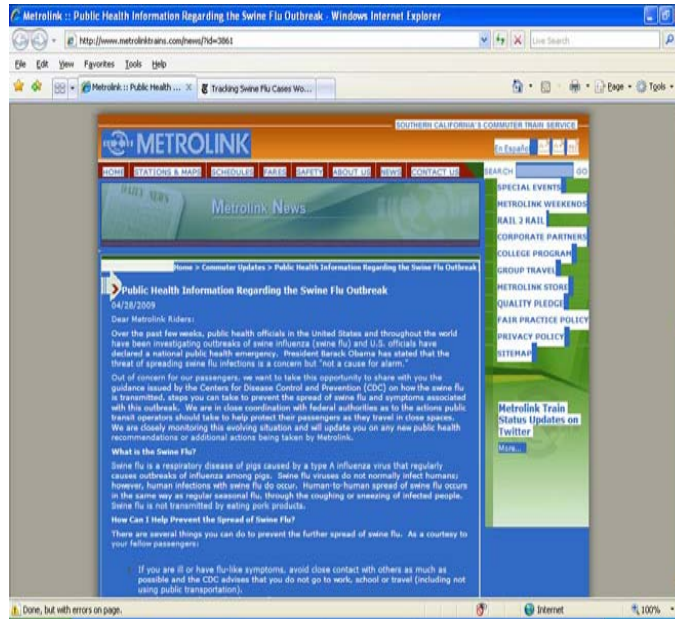 Metrolink :: Public Health Information Regarding the Swine Flu Outbreak - Windows Internet Explorer
http://www.metrolinktrains.com/news/?id=3861
Live Search
File Edit View Favorites Tools Help
Metrolink :: Public Health ...
Tracking Swine Flu Cases Wo...
Page
Tools
SOUTHERN CALIFORNIA'S COMMUTER TRAIN SERVICE
METROLINK
En Español
HOME STATIONS & MAPS SCHEDULES FARES SAFETY ABOUT US NEWS CONTACT US
SEARCH GO
DAILY NEWS
Metrolink News
SPECIAL EVENTS
METROLINK WEEKENDS
RAIL 2 RAIL
CORPORATE PARTNERS
COLLEGE PROGRAM
GROUP TRAVEL
METROLINK STORE
QUALITY PLEDGE
FAIR PRACTICE POLICY
PRIVACY POLICY
SITEMAP
Metrolink Train
Status Updates on
Twitter
More...
Home > Commuter Updates > Public Health Information Regarding the Swine Flu Outbreak
Public Health Information Regarding the Swine Flu Outbreak
04/28/2009
Dear Metrolink Riders:
Over the past few weeks, public health officials in the United States and throughout the world
have been investigating outbreaks of swine influenza (swine flu) and U.S. officials have
declared a national public health emergency. President Barack Obama has stated that the
threat of spreading swine flu infections is a concern but "not a cause for alarm."
Out of concern for our passengers, we want to take this opportunity to share with you the
guidance issued by the Centers for Disease Control and Prevention (CDC) on how the swine flu
is transmitted, steps you can take to prevent the spread of swine flu and symptoms associated
with this outbreak. We are in close coordination with federal authorities as to the actions public
transit operators should take to help protect their passengers as they travel in close spaces.
We are closely monitoring this evolving situation and will update you on any new public health
recommendations or additional actions being taken by Metrolink.
What is the Swine Flu?
Swine flu is a respiratory disease of pigs caused by a type A influenza virus that regularly
causes outbreaks of influenza among pigs. Swine flu viruses do not normally infect humans;
however, human infections with swine flu do occur. Human-to-human spread of swine flu occurs
in the same way as regular seasonal flu, through the coughing or sneezing of infected people.
Swine flu is not transmitted by eating pork products.
How Can I Help Prevent the Spread of Swine Flu?
There are several things you can do to prevent the further spread of swine flu. As a courtesy to
your fellow passengers:
If you are ill or have flu-like symptoms, avoid close contact with others as much as
possible and the CDC advises that you do not go to work, school or travel (including not
using public transportation).
Done, but with errors on page.
Internet
100%